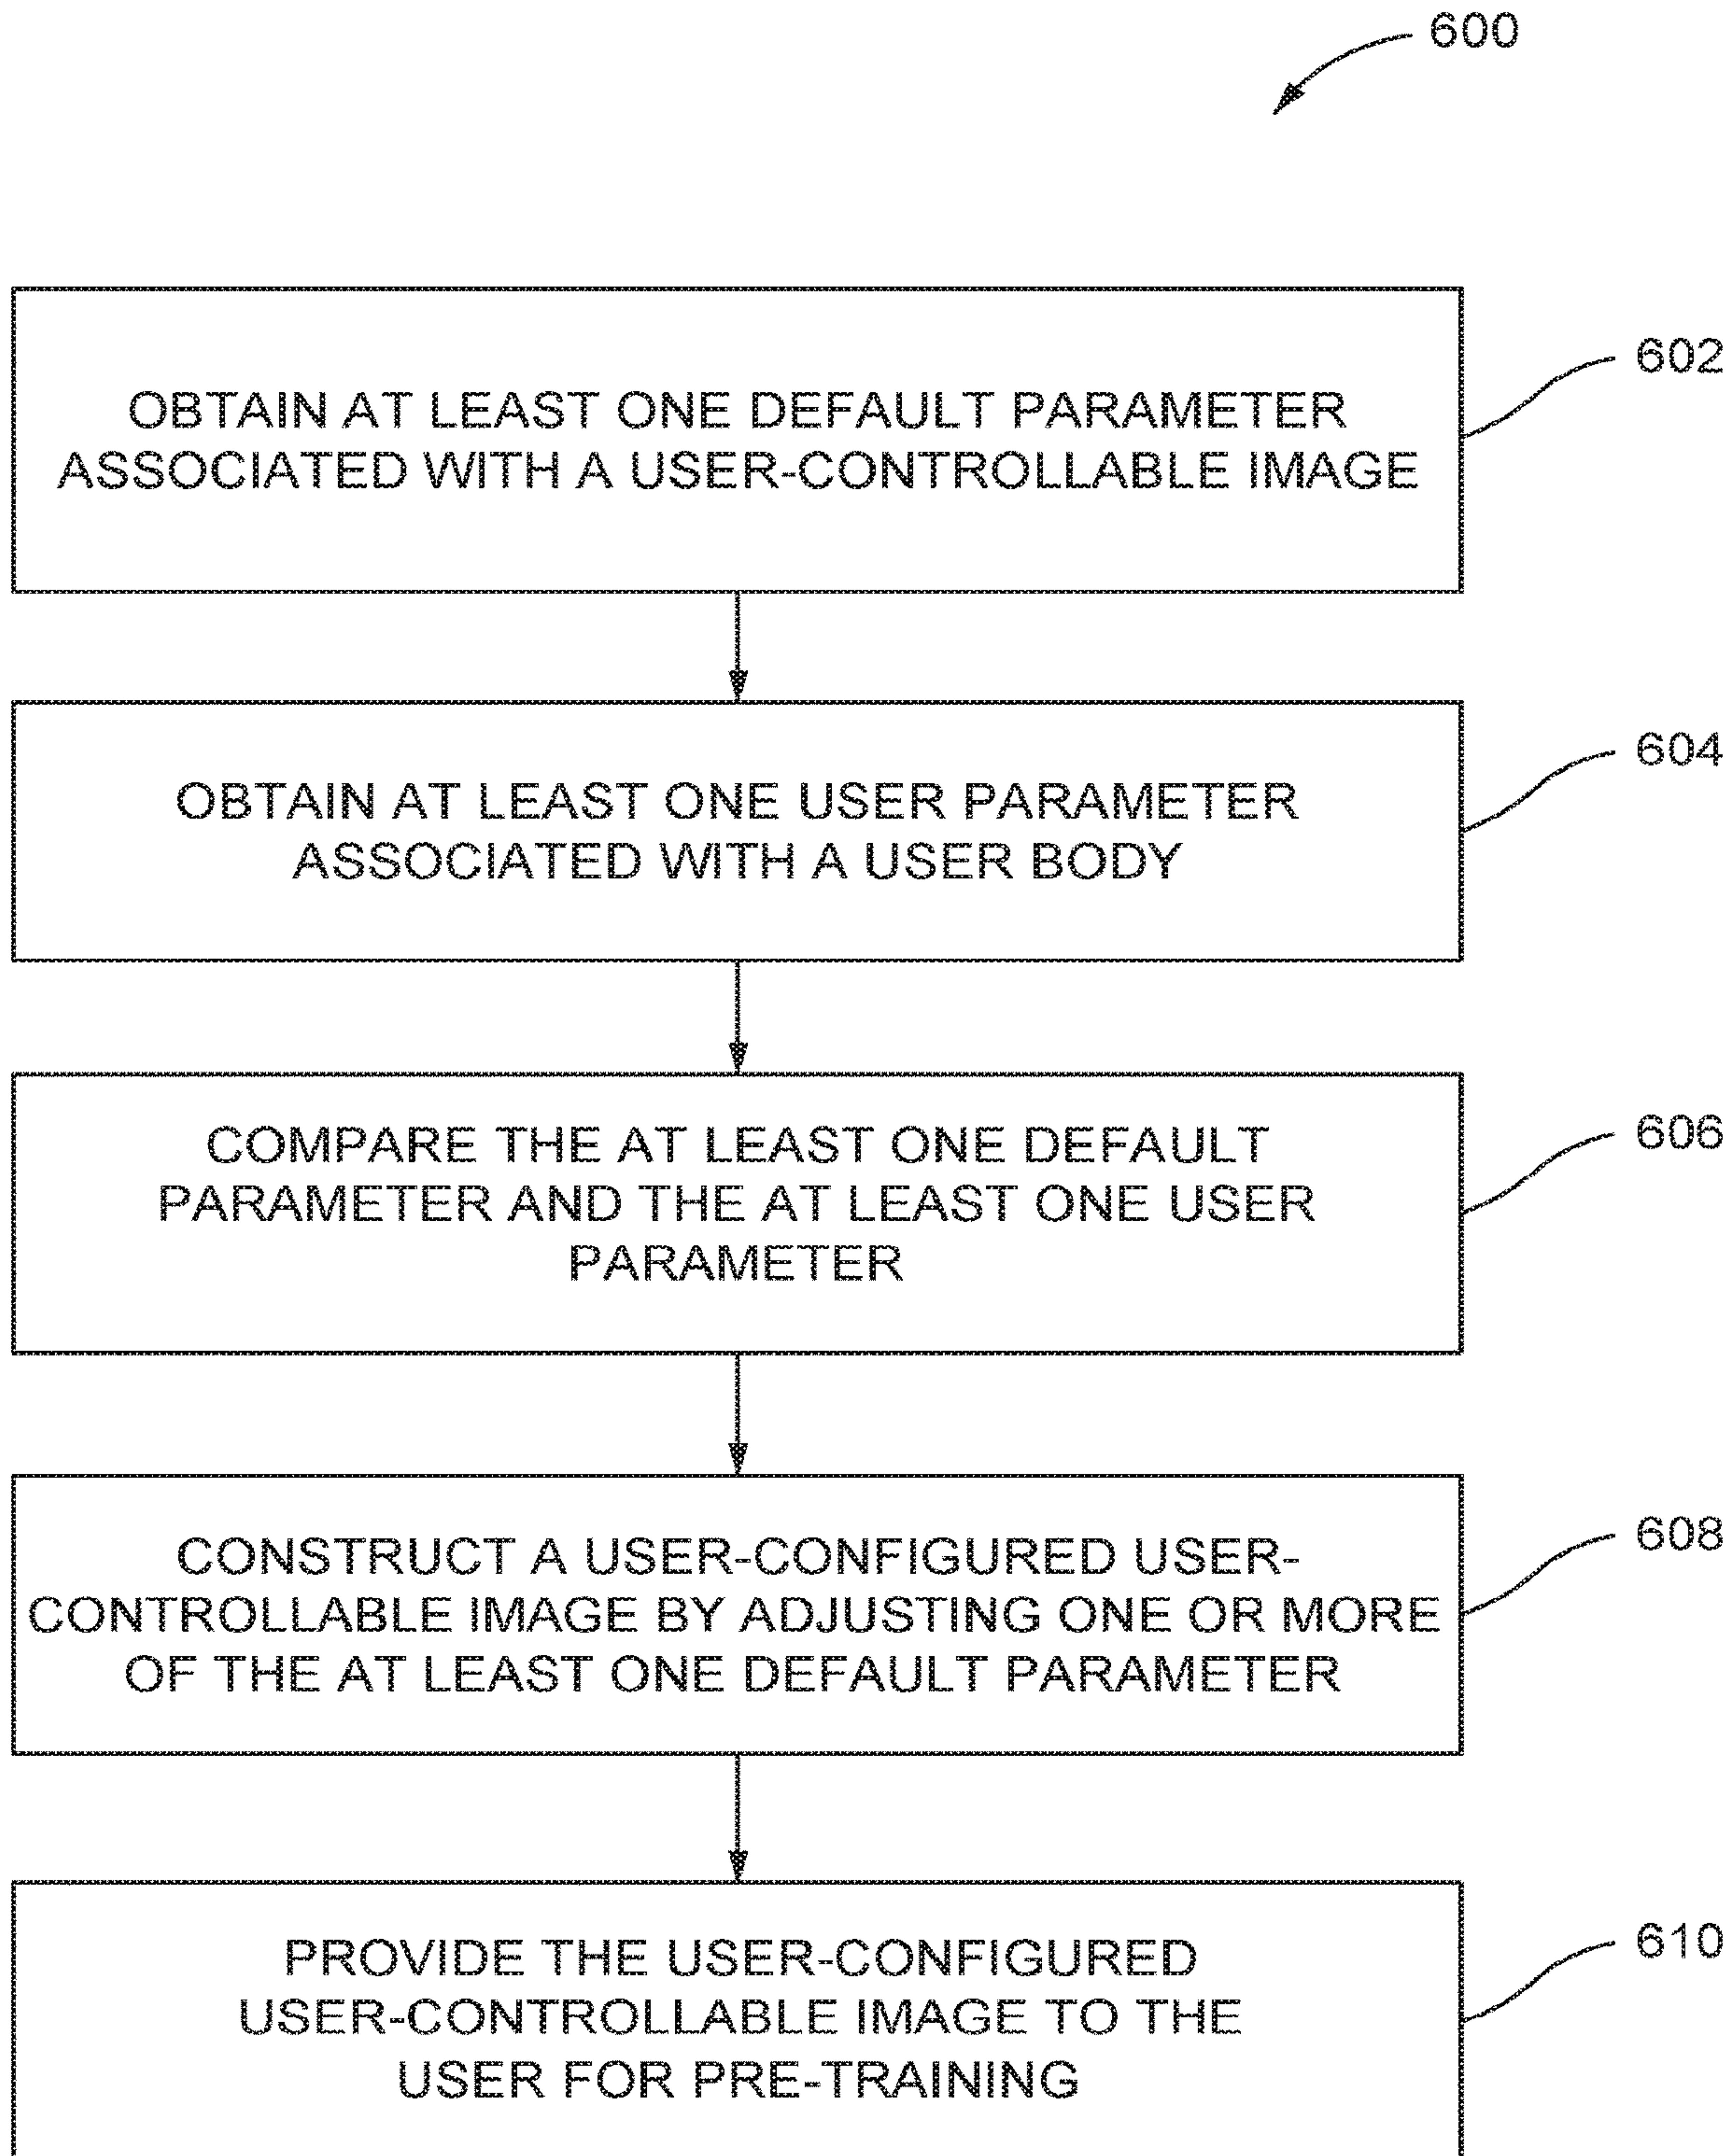 600
OBTAIN AT LEAST ONE DEFAULT PARAMETER
ASSOCIATED WITH A USER-CONTROLLABLE IMAGE
602
OBTAIN AT LEAST ONE USER PARAMETER
ASSOCIATED WITH A USER BODY
604
COMPARE THE AT LEAST ONE DEFAULT
PARAMETER AND THE AT LEAST ONE USER
PARAMETER
606
CONSTRUCT A USER-CONFIGURED USER-
CONTROLLABLE IMAGE BY ADJUSTING ONE OR MORE
OF THE AT LEAST ONE DEFAULT PARAMETER
608
PROVIDE THE USER-CONFIGURED
USER-CONTROLLABLE IMAGE TO THE
USER FOR PRE-TRAINING
610